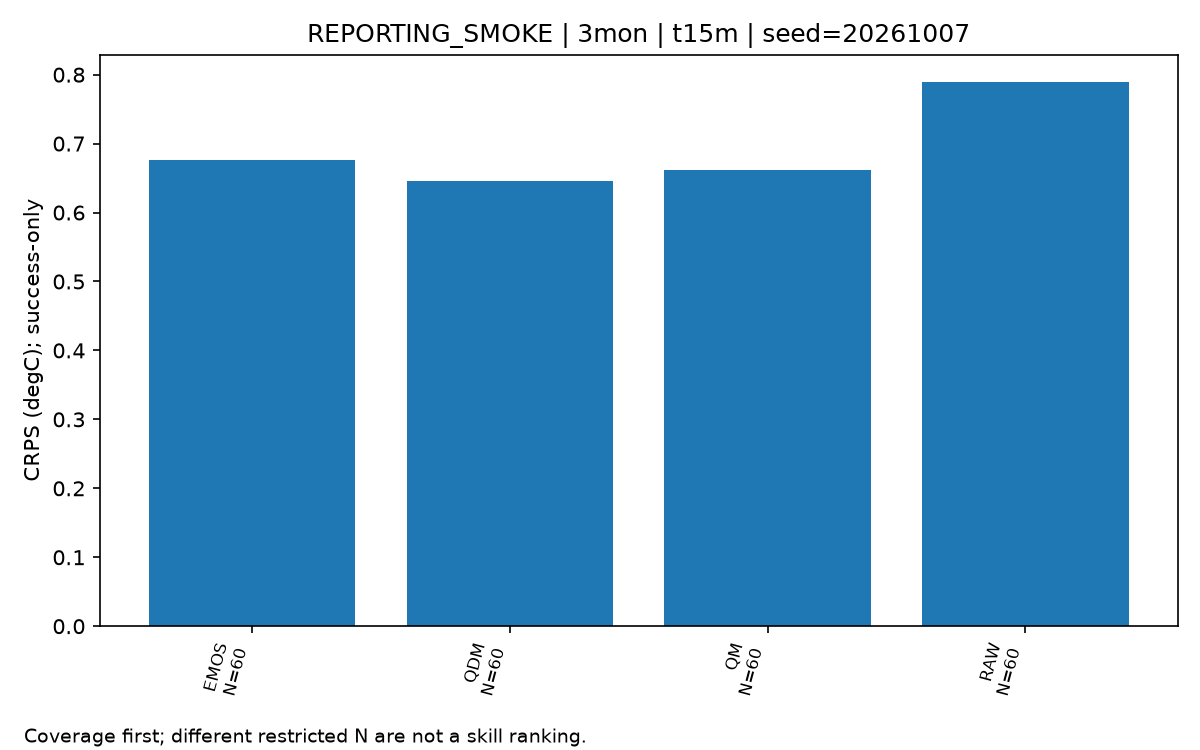 REPORTING_SMOKE | 3mon | t15m | seed=20261007
CRPS (degC); success-only
0.8
0.7
0.6
0.5
0.4
0.3
0.2
0.1
0.0
EMOS
N=60
QDM
N=60
QM
N=60
RAW
N=60
Coverage first; different restricted N are not a skill ranking.